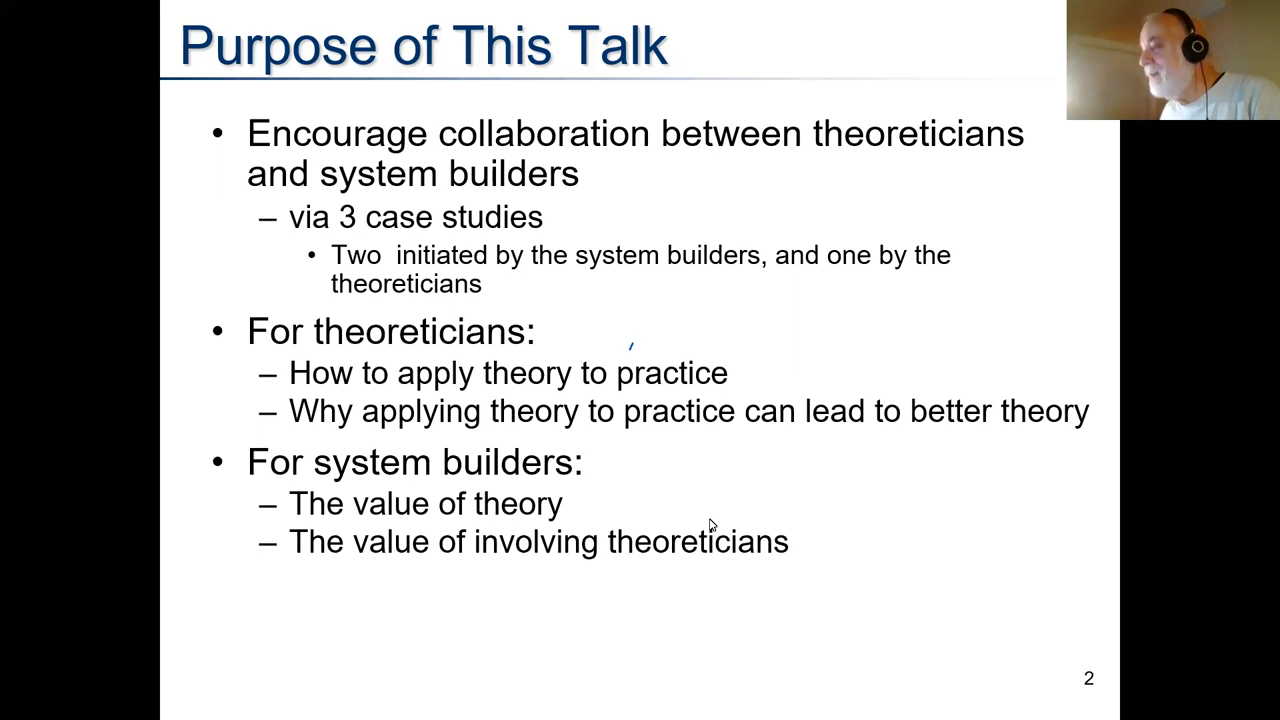 Purpose of This Talk
• Encourage collaboration between theoreticians
and system builders
– via 3 case studies
• Two  initiated by the system builders, and one by the
theoreticians
• For theoreticians:
– How to apply theory to practice
– Why applying theory to practice can lead to better theory
• For system builders:
– The value of theory
– The value of involving theoreticians
2